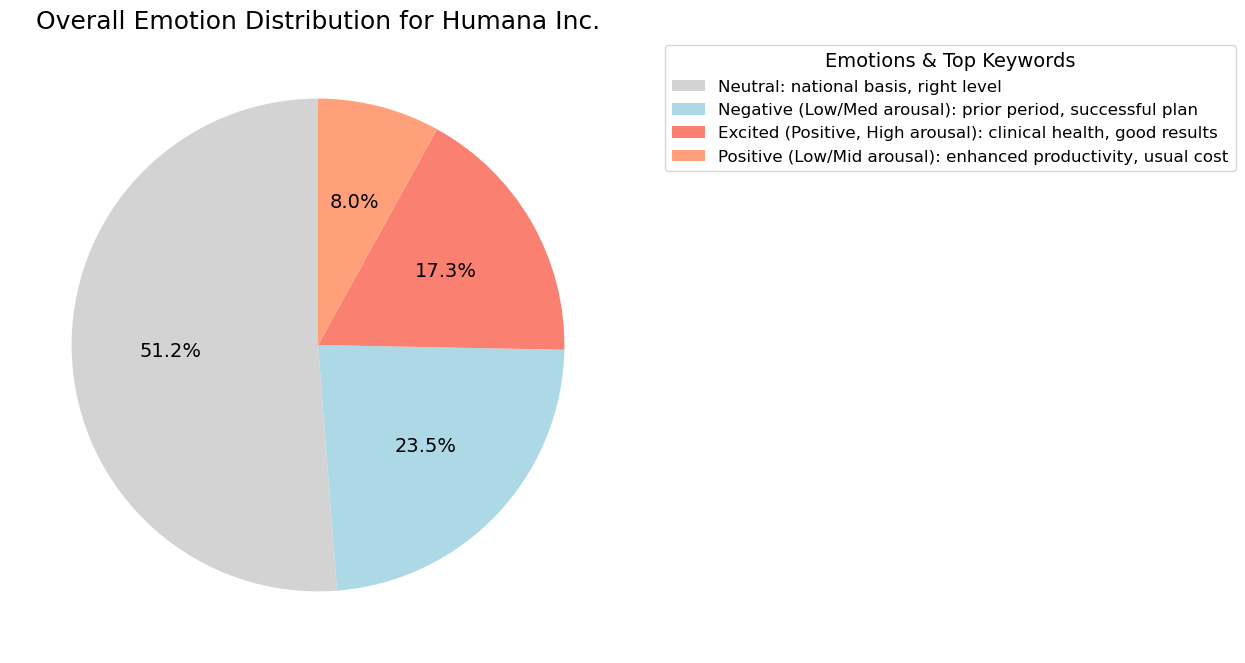 Overall Emotion Distribution for Humana Inc.
Emotions & Top Keywords
Neutral: national basis, right level
Negative (Low/Med arousal): prior period, successful plan
Excited (Positive, High arousal): clinical health, good results
Positive (Low/Mid arousal): enhanced productivity, usual cost
8.0%
17.3%
51.2%
23.5%